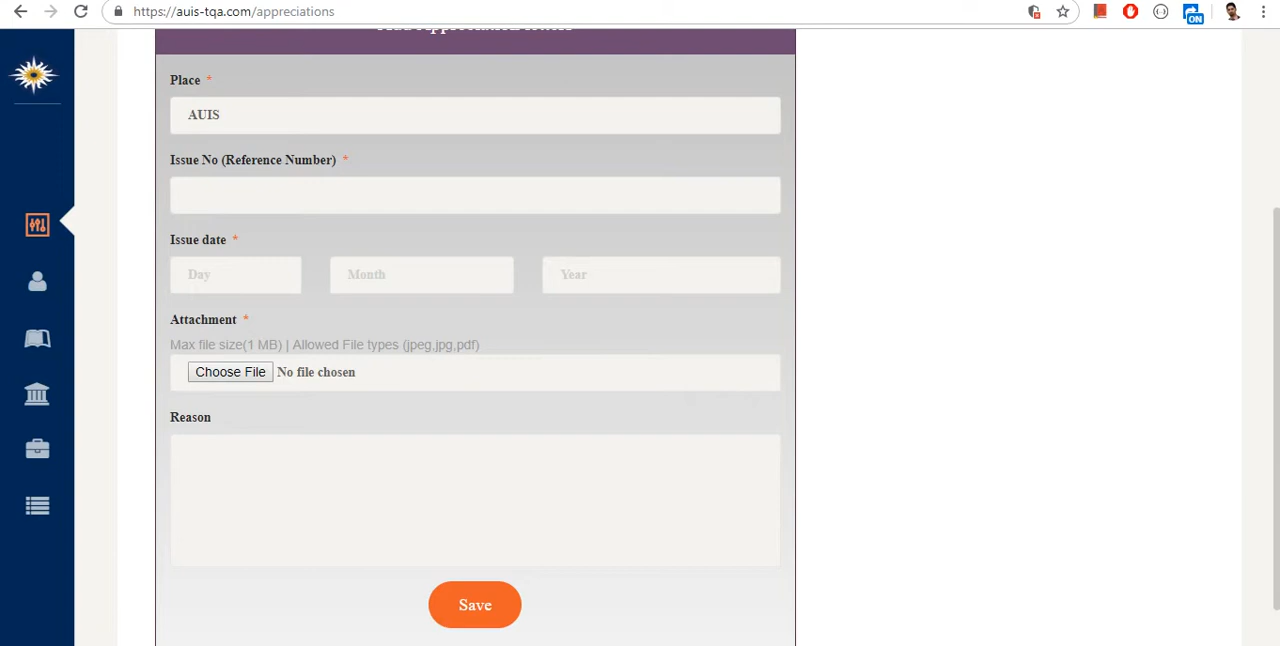 https://auis-tqa.com/appreciations
ON
Place *
AUIS
Issue No (Reference Number) *
Issue date *
Day Month Year
Attachment *
Max file size(1 MB) | Allowed File types (jpeg,jpg,pdf)
Choose File No file chosen
Reason
Save